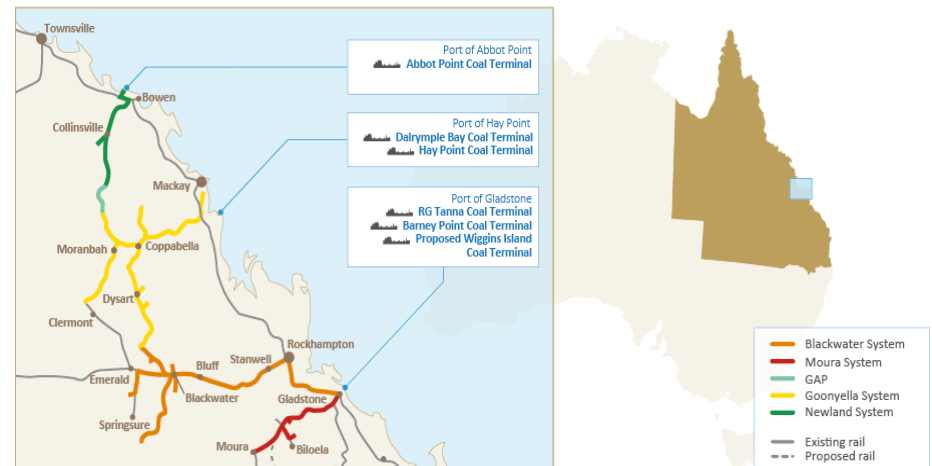 Townsville
Port of Abbot Point
Abbot Point Coal Terminal
Bowen
Collinsville
Port of Hay Point
Dalrymple Bay Coal Terminal
Hay Point Coal Terminal
Mackay
Port of Gladstone
RG Tanna Coal Terminal
Barney Point Coal Terminal
Proposed Wiggins Island
Coal Terminal
Moranbah
Coppabella
Dysart
Clermont
Rockhampton
Stanwell
Bluff
Emerald
Blackwater
Gladstone
Springsure
Moura
Biloela
Blackwater System
Moura System
GAP
Goonyella System
Newland System
Existing rail
Proposed rail